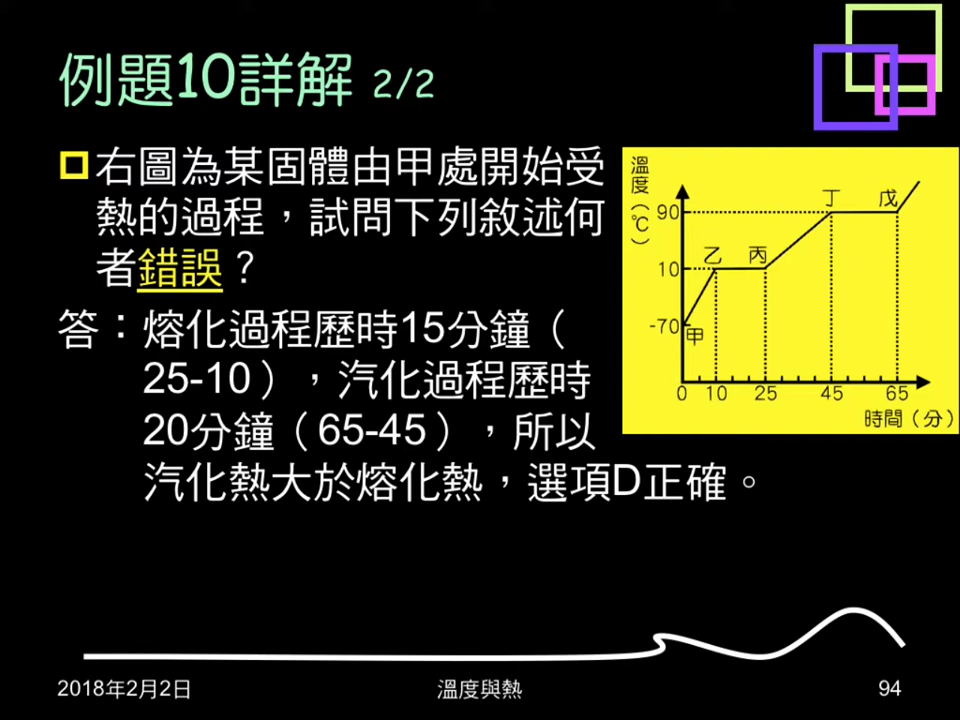 例題10詳解 2/2
右圖為某固體由甲處開始受
熱的過程，試問下列敘述何
者錯誤？
答：熔化過程歷時15分鐘（
25-10），汽化過程歷時
20分鐘（65-45），所以
汽化熱大於熔化熱，選項D正確。
溫度（℃）
90
10
-70
甲
乙
丙
丁
戊
0 10 25 45 65
時間（分）
2018年2月2日
溫度與熱
94